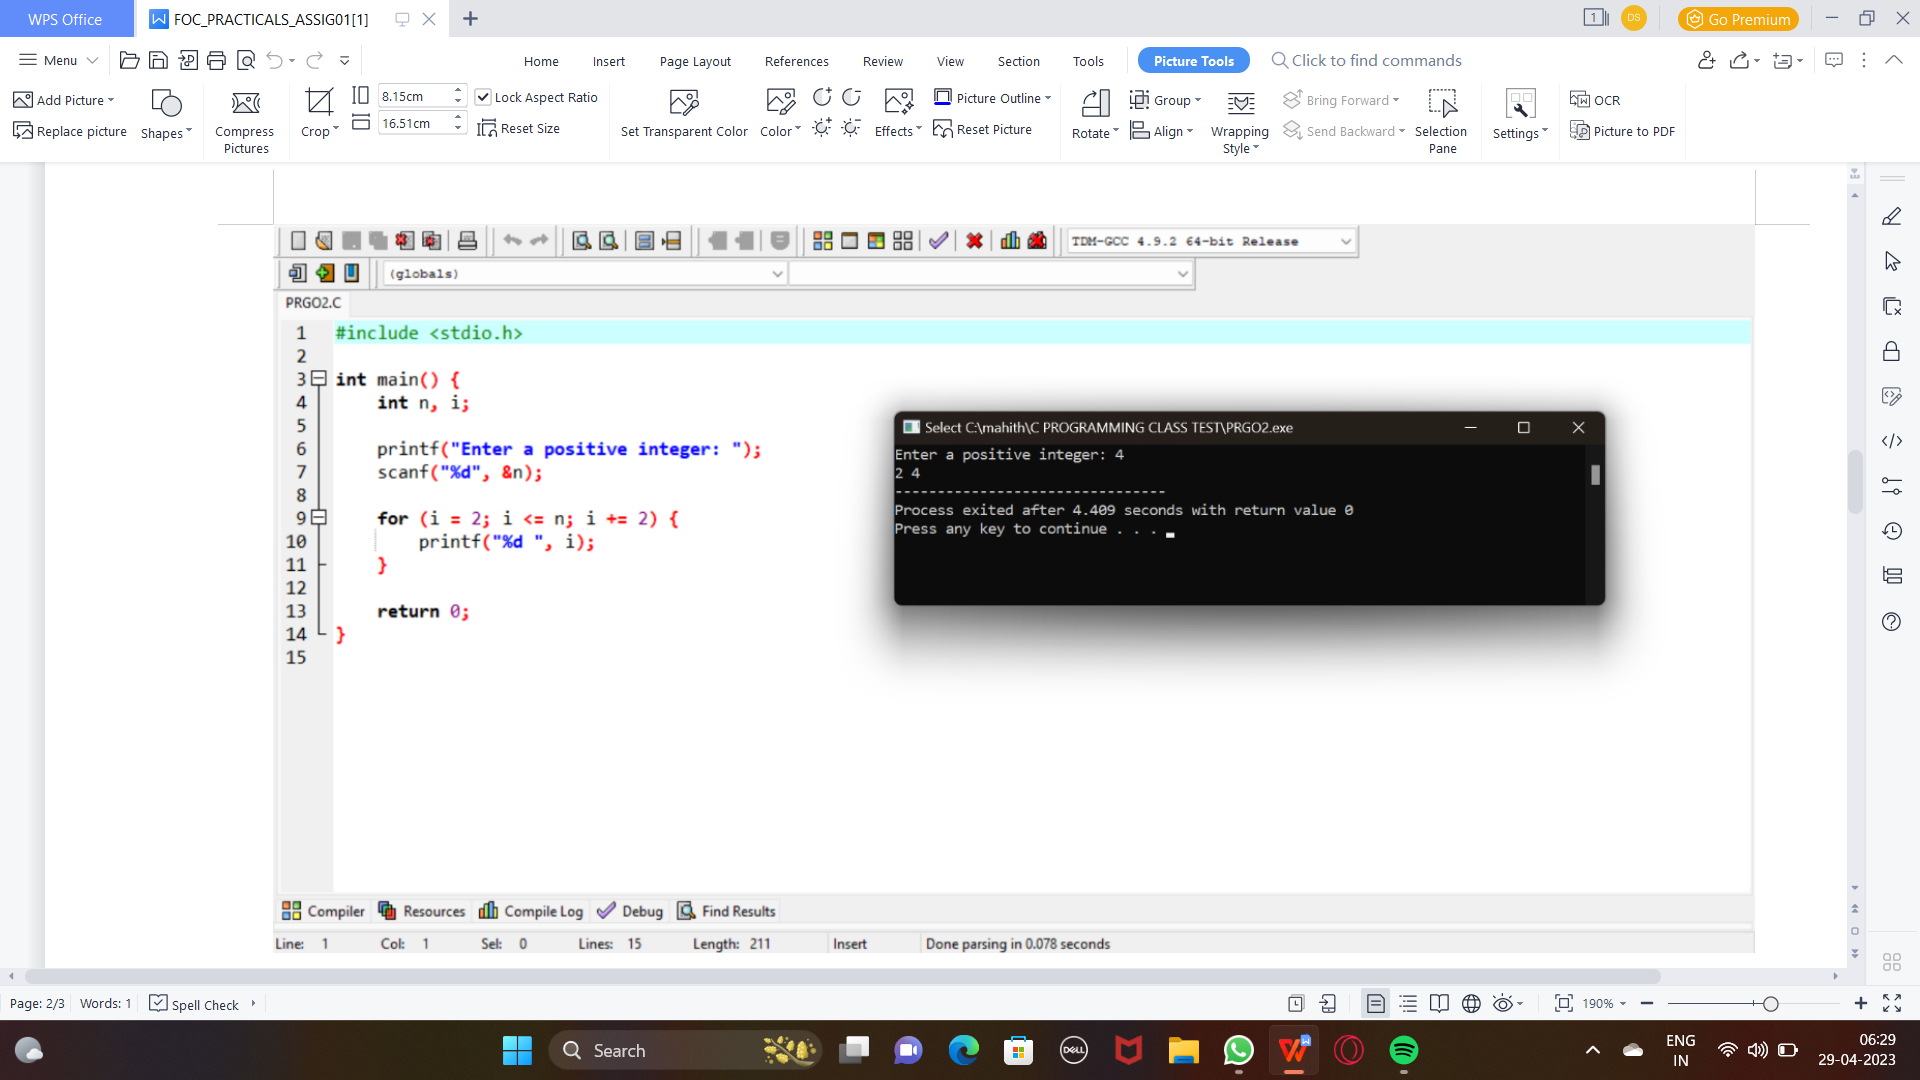 WPS Office
FOC_PRACTICALS_ASSIG01[1]
1
DS
Go Premium
Menu
Home
Insert
Page Layout
References
Review
View
Section
Tools
Picture Tools
Click to find commands
Add Picture
Replace picture
Shapes
Compress
Pictures
Crop
8.15cm
16.51cm
Lock Aspect Ratio
Reset Size
Set Transparent Color
Color
Effects
Picture Outline
Reset Picture
Rotate
Group
Align
Wrapping
Style
Bring Forward
Send Backward
Selection
Pane
Settings
OCR
Picture to PDF
TDM-GCC 4.9.2 64-bit Release
(globals)
PRGO2.C
1 #include <stdio.h>
2
3 int main() {
4 int n, i;
5
6 printf("Enter a positive integer: ");
7 scanf("%d", &n);
8
9 for (i = 2; i <= n; i += 2) {
10 printf("%d ", i);
11 }
12
13 return 0;
14 }
15
Select C:\mahith\C PROGRAMMING CLASS TEST\PRGO2.exe
Enter a positive integer: 4
2 4
--------------------------------
Process exited after 4.409 seconds with return value 0
Press any key to continue . . .
Compiler
Resources
Compile Log
Debug
Find Results
Line: 1
Col: 1
Sel: 0
Lines: 15
Length: 211
Insert
Done parsing in 0.078 seconds
Page: 2/3
Words: 1
Spell Check
190%
Search
DELL
ENG
IN
06:29
29-04-2023